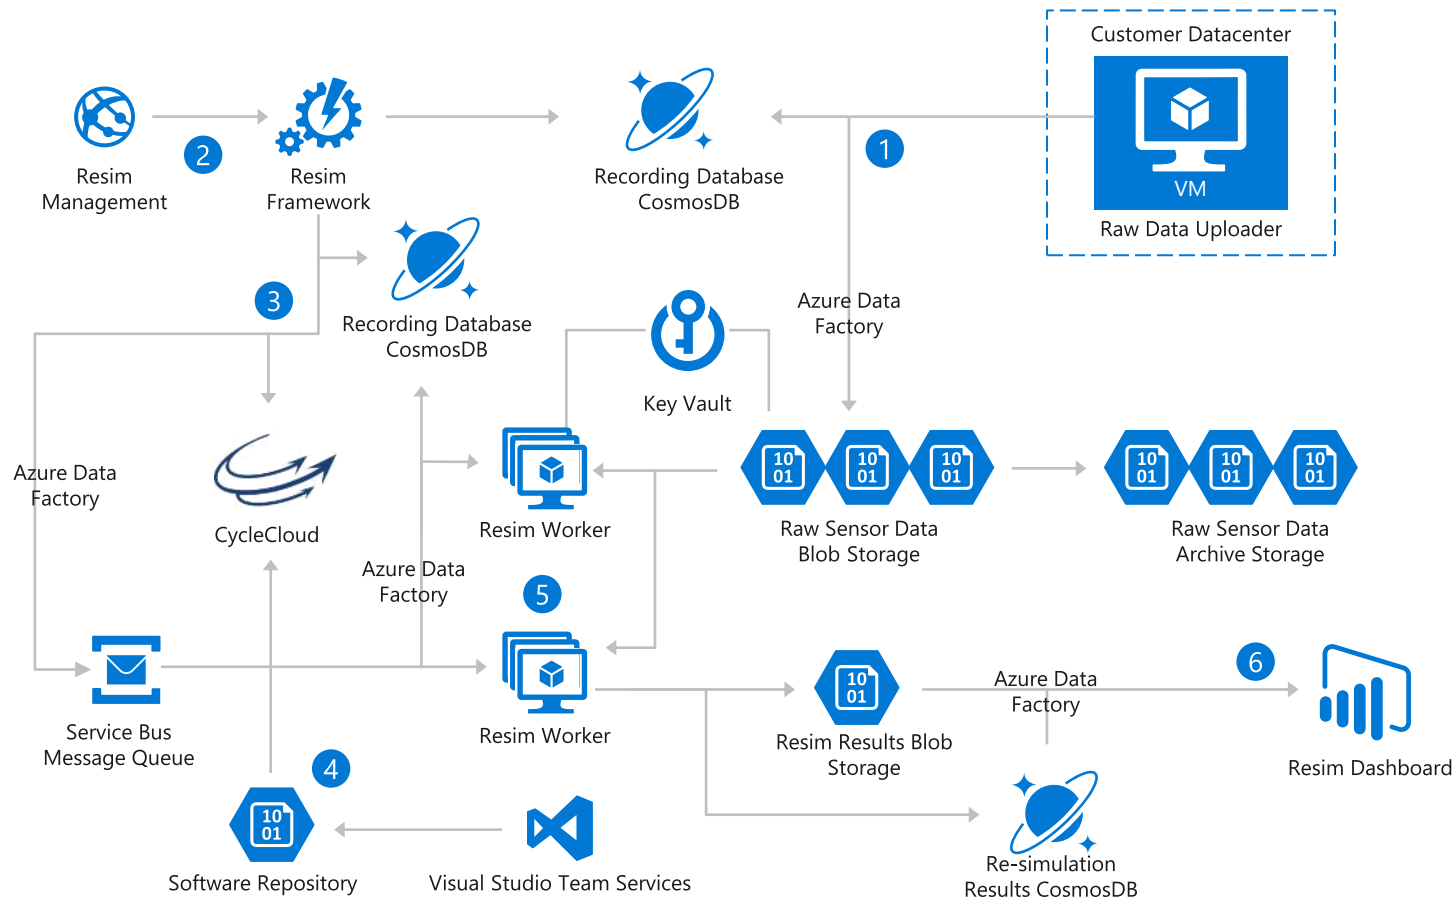 Customer Datacenter
VM
Raw Data Uploader
1
2
Resim
Management
Resim
Framework
Recording Database
CosmosDB
3
Recording Database
CosmosDB
Azure Data
Factory
Key Vault
Azure Data
Factory
CycleCloud
10
01
10
01
10
01
10
01
10
01
10
01
Resim Worker
Raw Sensor Data
Blob Storage
Raw Sensor Data
Archive Storage
Azure Data
Factory
5
Service Bus
Message Queue
Resim Worker
10
01
Resim Results Blob
Storage
Azure Data
Factory
6
Resim Dashboard
4
10
01
Software Repository
Visual Studio Team Services
Re-simulation
Results CosmosDB